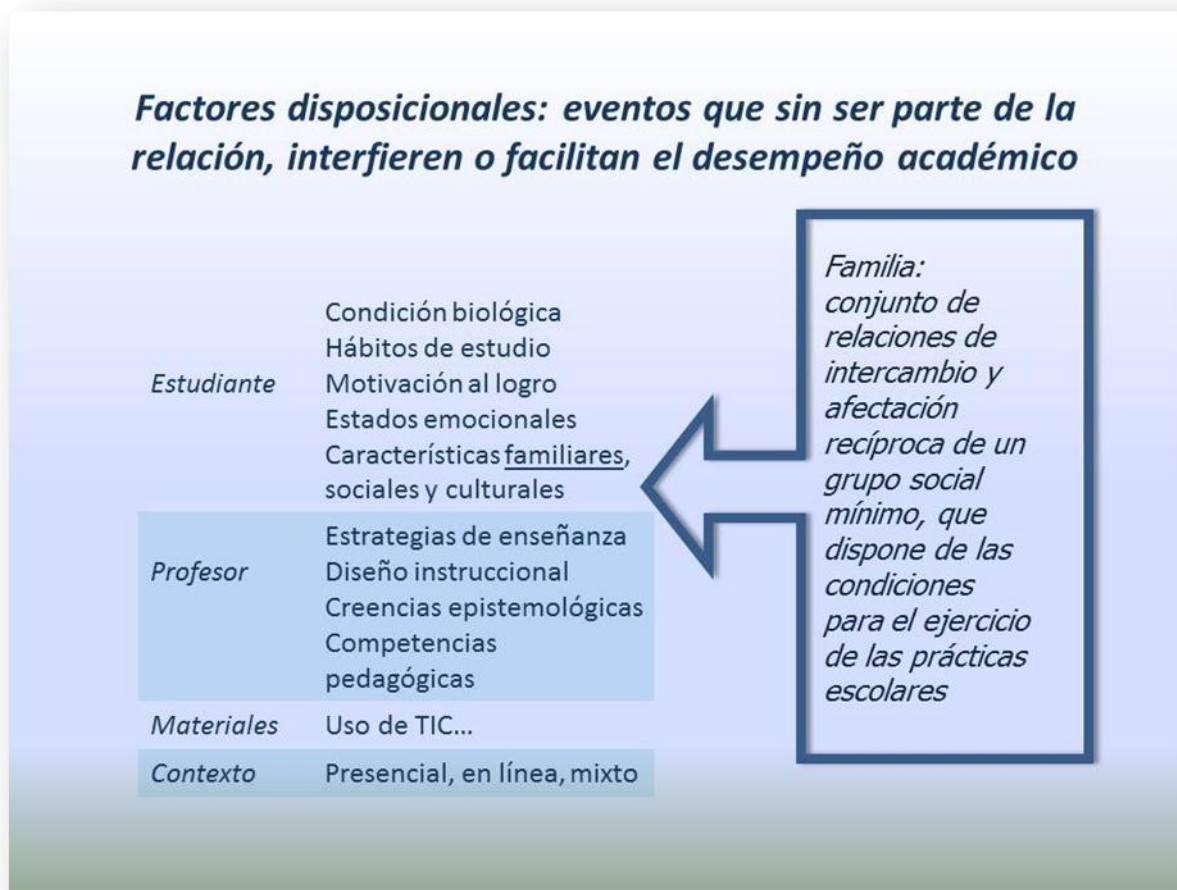 Factores disposicionales: eventos que sin ser parte de la
relación, interfieren o facilitan el desempeño académico
Estudiante
Condición biológica
Hábitos de estudio
Motivación al logro
Estados emocionales
Características familiares,
sociales y culturales
Profesor
Estrategias de enseñanza
Diseño instruccional
Creencias epistemológicas
Competencias
pedagógicas
Materiales
Uso de TIC...
Contexto
Presencial, en línea, mixto
Familia:
conjunto de
relaciones de
intercambio y
afectación
recíproca de un
grupo social
mínimo, que
dispone de las
condiciones
para el ejercicio
de las prácticas
escolares